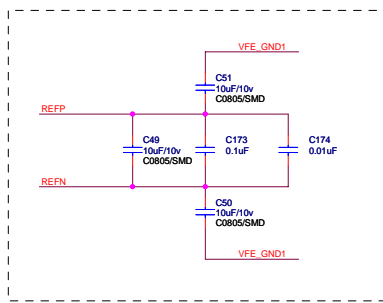 VFE_GND1
C51
10uF/10v
C0805/SMD
REFP
C49
10uF/10v
C0805/SMD
C173
0.1uF
C174
0.01uF
REFN
C50
10uF/10v
C0805/SMD
VFE_GND1